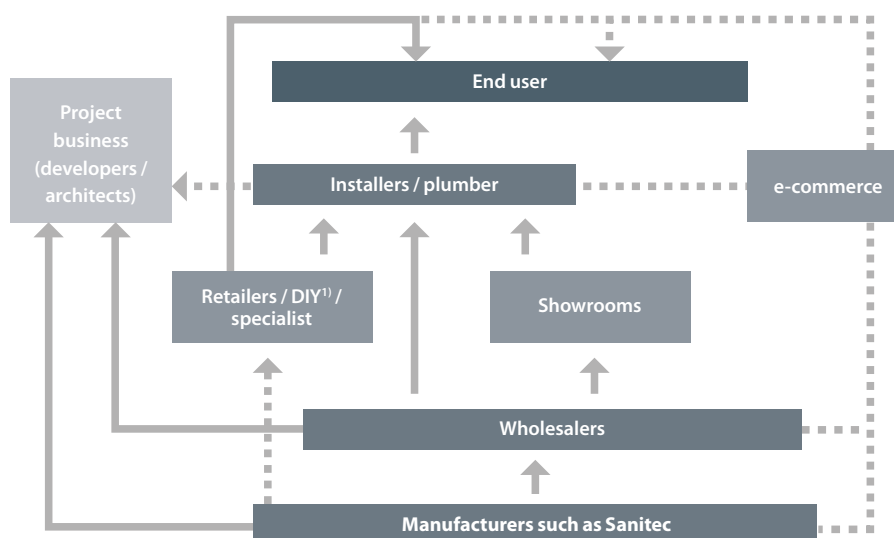 End user
Project
business
(developers /
architects)
Installers / plumber
e-commerce
Retailers / DIY¹⁾ /
specialist
Showrooms
Wholesalers
Manufacturers such as Sanitec